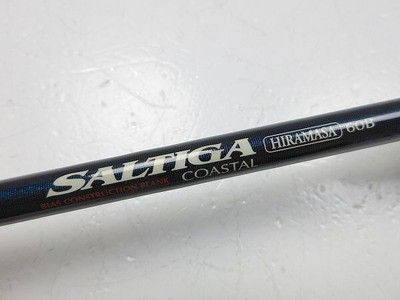 SALTIGA HIRAMASA 60B
COASTAL
BIAS CONSTRUCTION BLANK